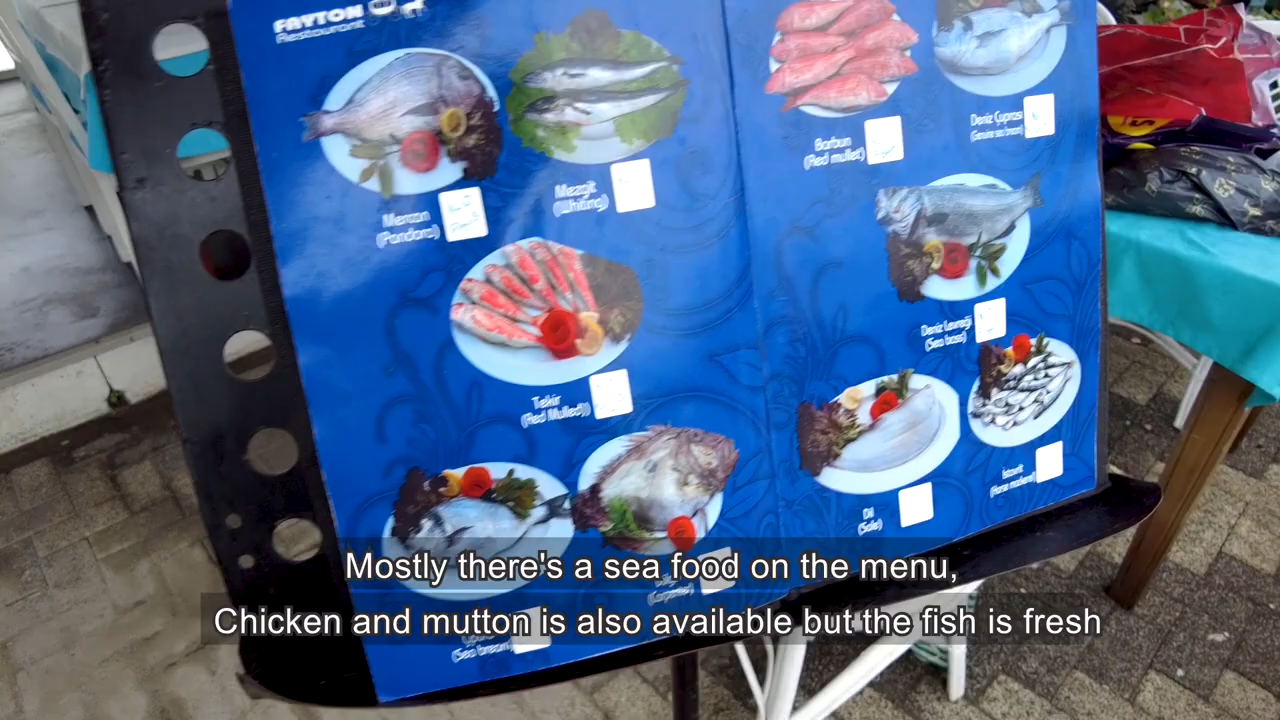 FAYTON
Restaurant
Mercan
(Pandora)
Mezgit
(Whiting)
Tekir
(Red Mulled))
(Sea bream)
(Carpenter)
Barbun
(Red mullet)
Deniz Çuprası
Deniz Levreği
(Sea bass)
Dil
(Sole)
İstavrit
Mostly there's a sea food on the menu,
Chicken and mutton is also available but the fish is fresh